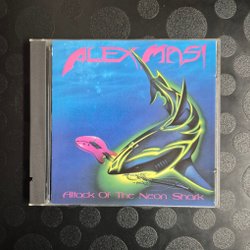 ALEX MASI
Attack Of The Neon Shark